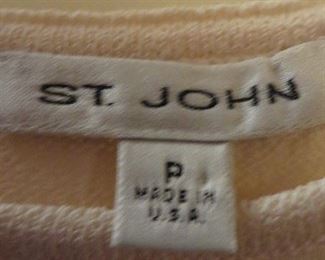 ST. JOHN
P
MADE IN
U.S.A.